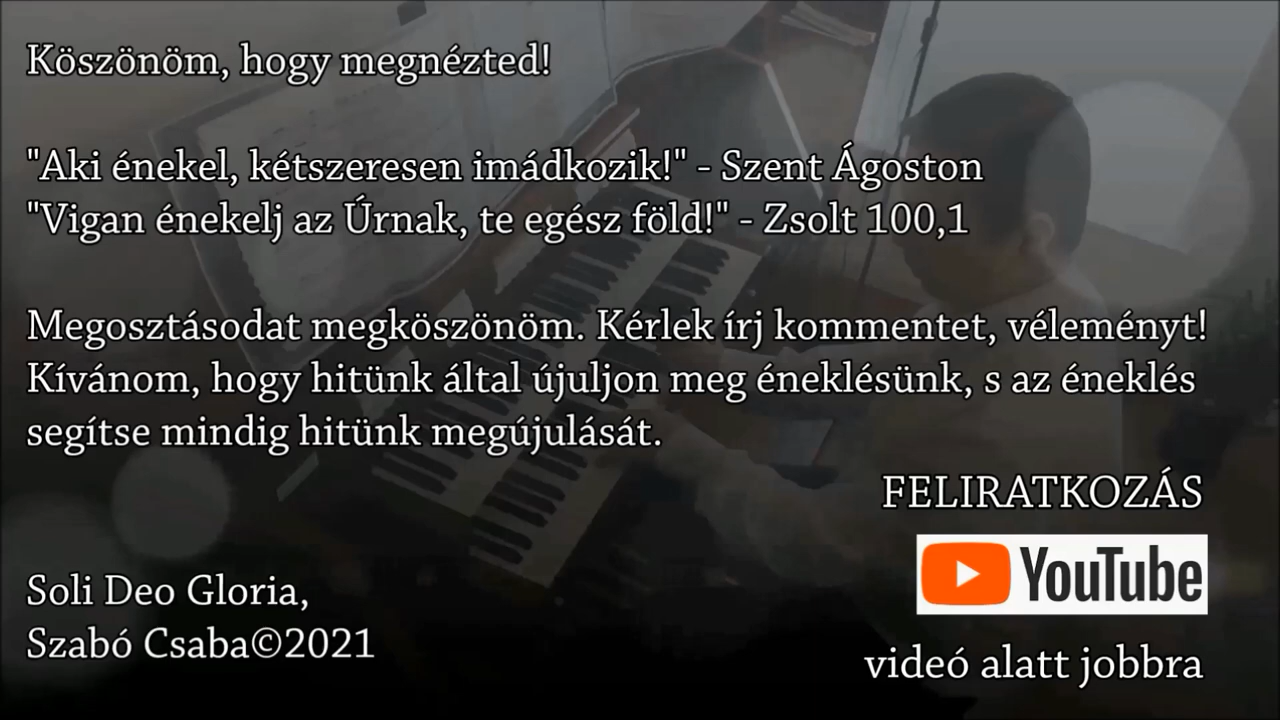 Köszönöm, hogy megnézted!
"Aki énekel, kétszeresen imádkozik!" - Szent Ágoston
"Vigan énekelj az Úrnak, te egész föld!" - Zsolt 100,1
Megosztásodat megköszönöm. Kérlek írj kommentet, véleményt!
Kívánom, hogy hitünk által újuljon meg éneklésünk, s az éneklés
segítse mindig hitünk megújulását.
FELIRATKOZÁS
YouTube
videó alatt jobbra
Soli Deo Gloria,
Szabó Csaba©2021